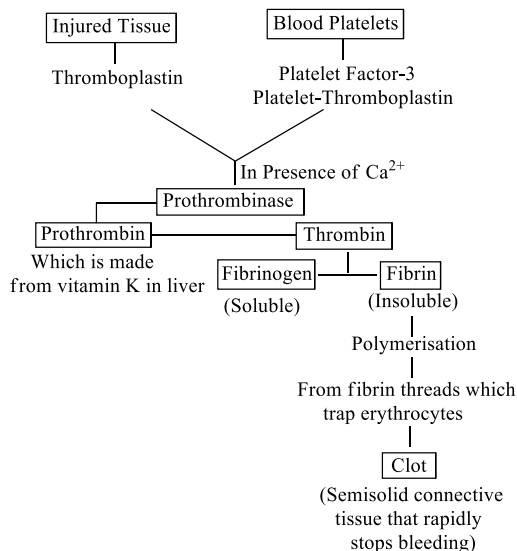 Injured Tissue
Blood Platelets
Thromboplastin
Platelet Factor-3
Platelet-Thromboplastin
In Presence of Ca²⁺
Prothrombinase
Prothrombin
Thrombin
Which is made
from vitamin K in liver
Fibrinogen
Fibrin
(Soluble)
(Insoluble)
Polymerisation
From fibrin threads which
trap erythrocytes
Clot
(Semisolid connective
tissue that rapidly
stops bleeding)